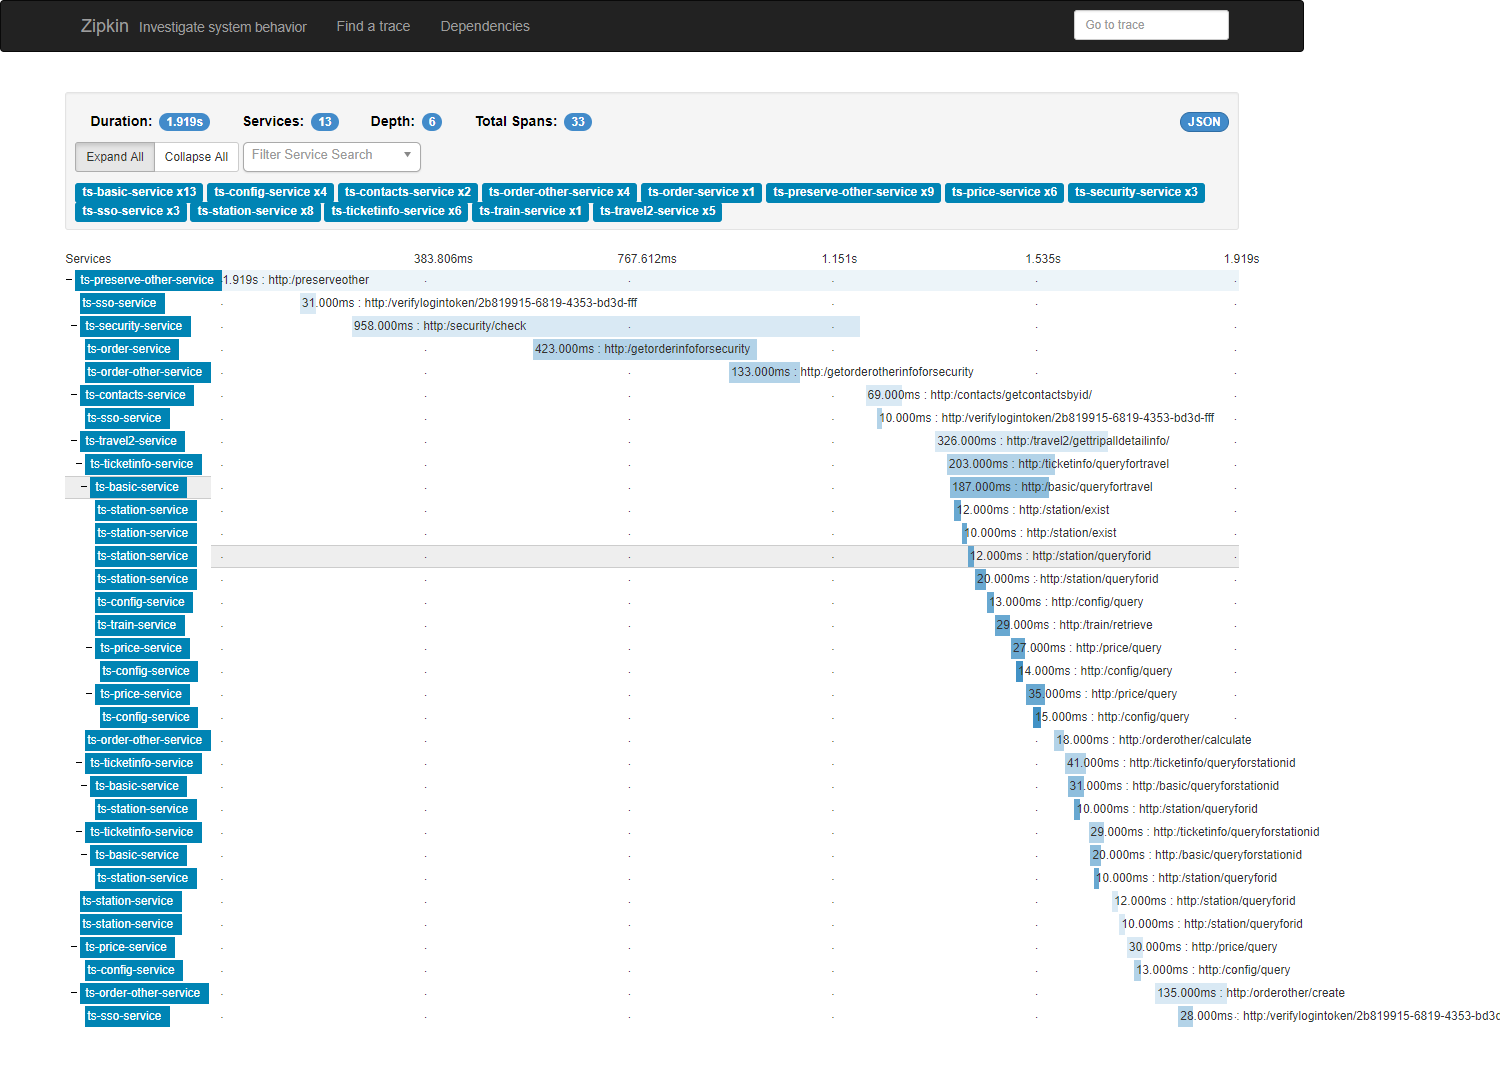 Zipkin Investigate system behavior Find a trace Dependencies Go to trace
Duration: 1.919s Services: 13 Depth: 6 Total Spans: 33 JSON
Expand All Collapse All Filter Service Search
ts-basic-service x13 ts-config-service x4 ts-contacts-service x2 ts-order-other-service x4 ts-order-service x1 ts-preserve-other-service x9 ts-price-service x6 ts-security-service x3
ts-sso-service x3 ts-station-service x8 ts-ticketinfo-service x6 ts-train-service x1 ts-travel2-service x5
Services 383.806ms 767.612ms 1.151s 1.535s 1.919s
- ts-preserve-other-service 1.919s : http:/preserveother
ts-sso-service 31.000ms : http:/verifylogintoken/2b819915-6819-4353-bd3d-fff
- ts-security-service 958.000ms : http:/security/check
ts-order-service 423.000ms : http:/getorderinfoforsecurity
ts-order-other-service 133.000ms : http:/getorderotherinfoforsecurity
- ts-contacts-service 69.000ms : http:/contacts/getcontactsbyid/
ts-sso-service 10.000ms : http:/verifylogintoken/2b819915-6819-4353-bd3d-fff
- ts-travel2-service 326.000ms : http:/travel2/gettripalldetailinfo/
- ts-ticketinfo-service 203.000ms : http:/ticketinfo/queryfortravel
- ts-basic-service 187.000ms : http:/basic/queryfortravel
ts-station-service 12.000ms : http:/station/exist
ts-station-service 10.000ms : http:/station/exist
ts-station-service 12.000ms : http:/station/queryforid
ts-station-service 20.000ms : http:/station/queryforid
ts-config-service 13.000ms : http:/config/query
ts-train-service 29.000ms : http:/train/retrieve
- ts-price-service 27.000ms : http:/price/query
ts-config-service 14.000ms : http:/config/query
- ts-price-service 35.000ms : http:/price/query
ts-config-service 15.000ms : http:/config/query
ts-order-other-service 18.000ms : http:/orderother/calculate
- ts-ticketinfo-service 41.000ms : http:/ticketinfo/queryforstationid
- ts-basic-service 31.000ms : http:/basic/queryforstationid
ts-station-service 10.000ms : http:/station/queryforid
- ts-ticketinfo-service 29.000ms : http:/ticketinfo/queryforstationid
- ts-basic-service 20.000ms : http:/basic/queryforstationid
ts-station-service 10.000ms : http:/station/queryforid
ts-station-service 12.000ms : http:/station/queryforid
ts-station-service 10.000ms : http:/station/queryforid
- ts-price-service 30.000ms : http:/price/query
ts-config-service 13.000ms : http:/config/query
- ts-order-other-service 135.000ms : http:/orderother/create
ts-sso-service 28.000ms : http:/verifylogintoken/2b819915-6819-4353-bd3d